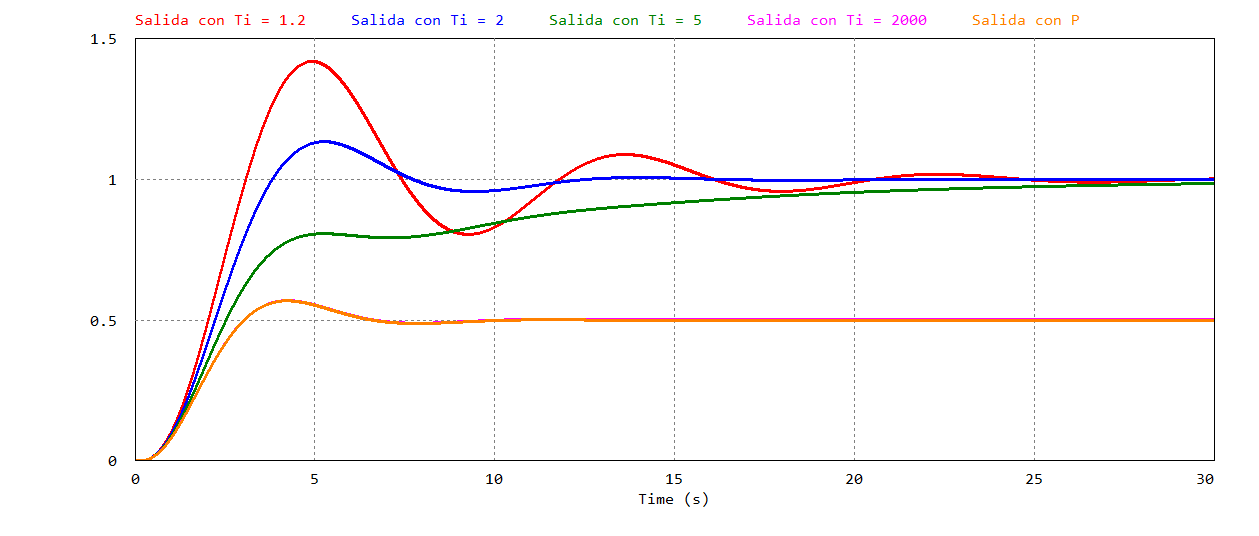 Salida con Ti = 1.2 Salida con Ti = 2 Salida con Ti = 5 Salida con Ti = 2000 Salida con P
1.5
1
0.5
0
0 5 10 15 20 25 30
Time (s)